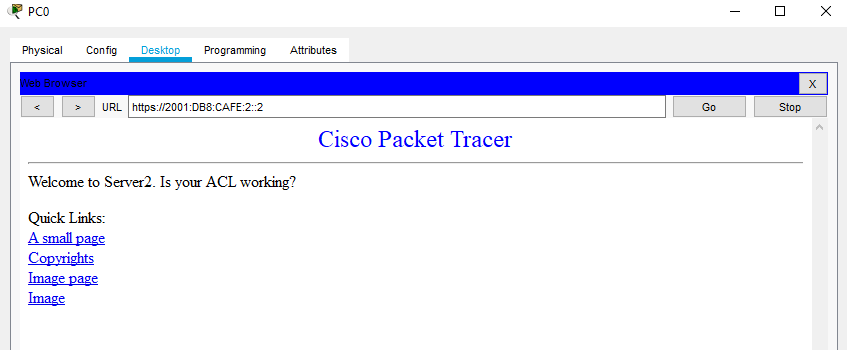 PC0
Physical Config Desktop Programming Attributes
Web Browser X
< > URL https://2001:DB8:CAFE:2::2 Go Stop
Cisco Packet Tracer
Welcome to Server2. Is your ACL working?
Quick Links:
A small page
Copyrights
Image page
Image